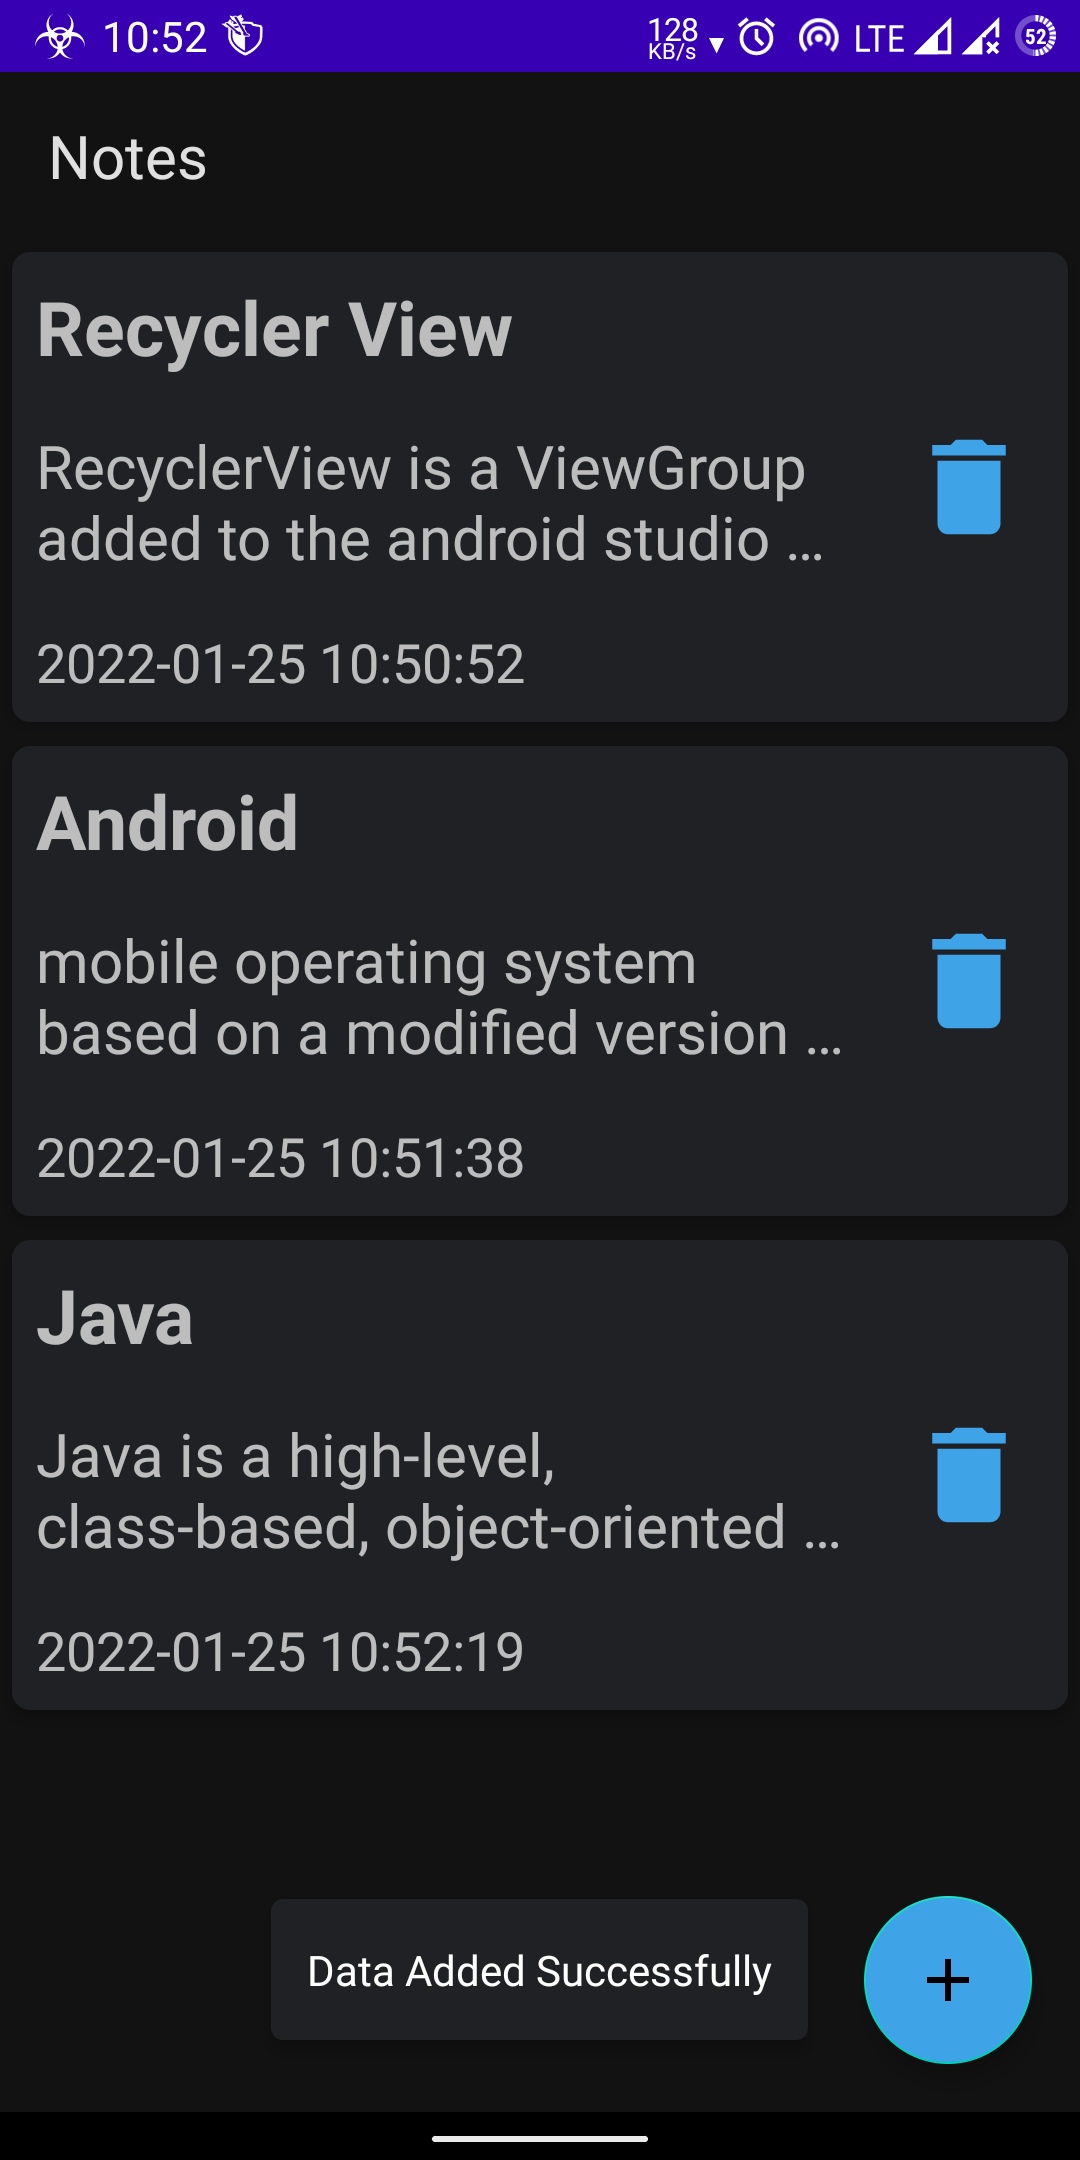 10:52
128
KB/s
LTE
52
Notes
Recycler View
RecyclerView is a ViewGroup
added to the android studio ...
2022-01-25 10:50:52
Android
mobile operating system
based on a modified version ...
2022-01-25 10:51:38
Java
Java is a high-level,
class-based, object-oriented ...
2022-01-25 10:52:19
Data Added Successfully